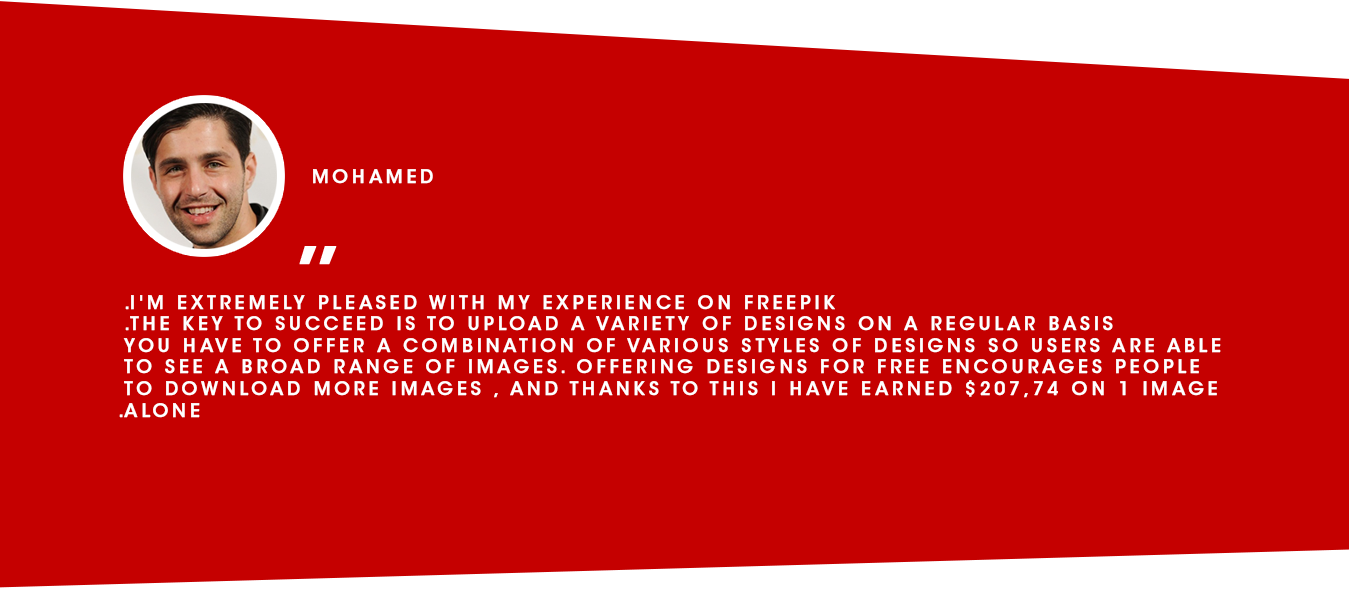 MOHAMED
"
.I'M EXTREMELY PLEASED WITH MY EXPERIENCE ON FREEPIK
.THE KEY TO SUCCEED IS TO UPLOAD A VARIETY OF DESIGNS ON A REGULAR BASIS
YOU HAVE TO OFFER A COMBINATION OF VARIOUS STYLES OF DESIGNS SO USERS ARE ABLE
TO SEE A BROAD RANGE OF IMAGES. OFFERING DESIGNS FOR FREE ENCOURAGES PEOPLE
TO DOWNLOAD MORE IMAGES , AND THANKS TO THIS I HAVE EARNED $207,74 ON 1 IMAGE
.ALONE